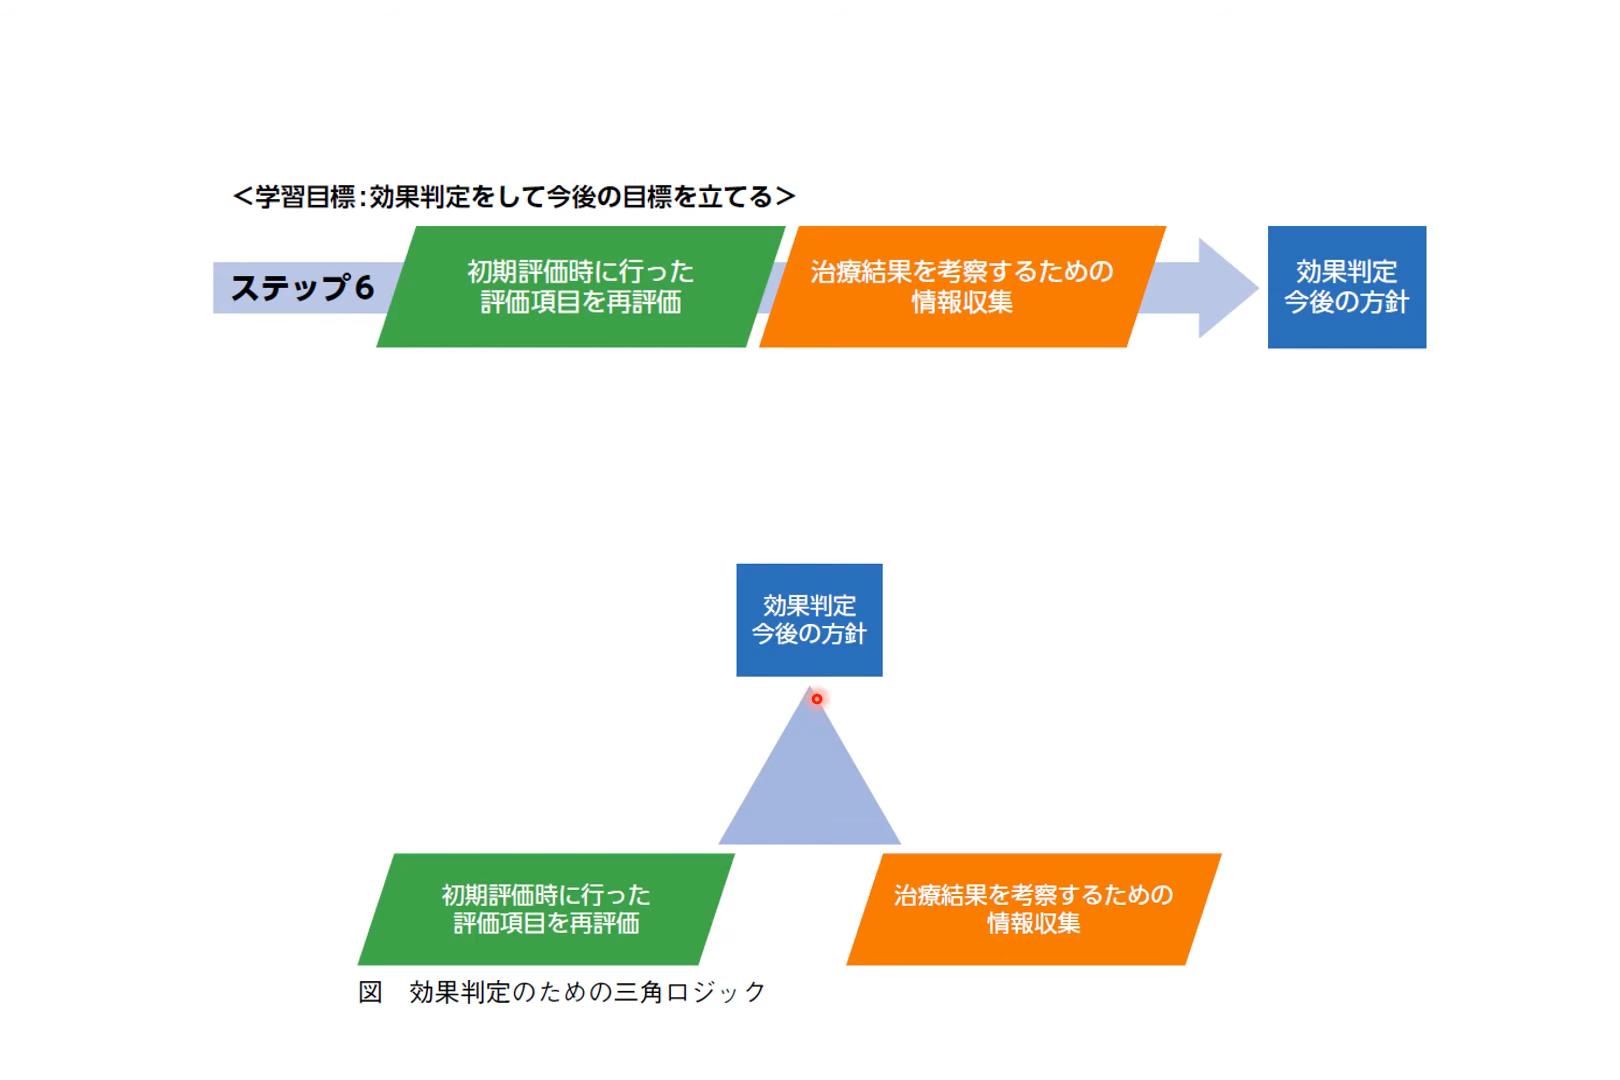 ＜学習目標：効果判定をして今後の目標を立てる＞
ステップ６
初期評価時に行った
評価項目を再評価
治療結果を考察するための
情報収集
効果判定
今後の方針
効果判定
今後の方針
初期評価時に行った
評価項目を再評価
治療結果を考察するための
情報収集
図　効果判定のための三角ロジック